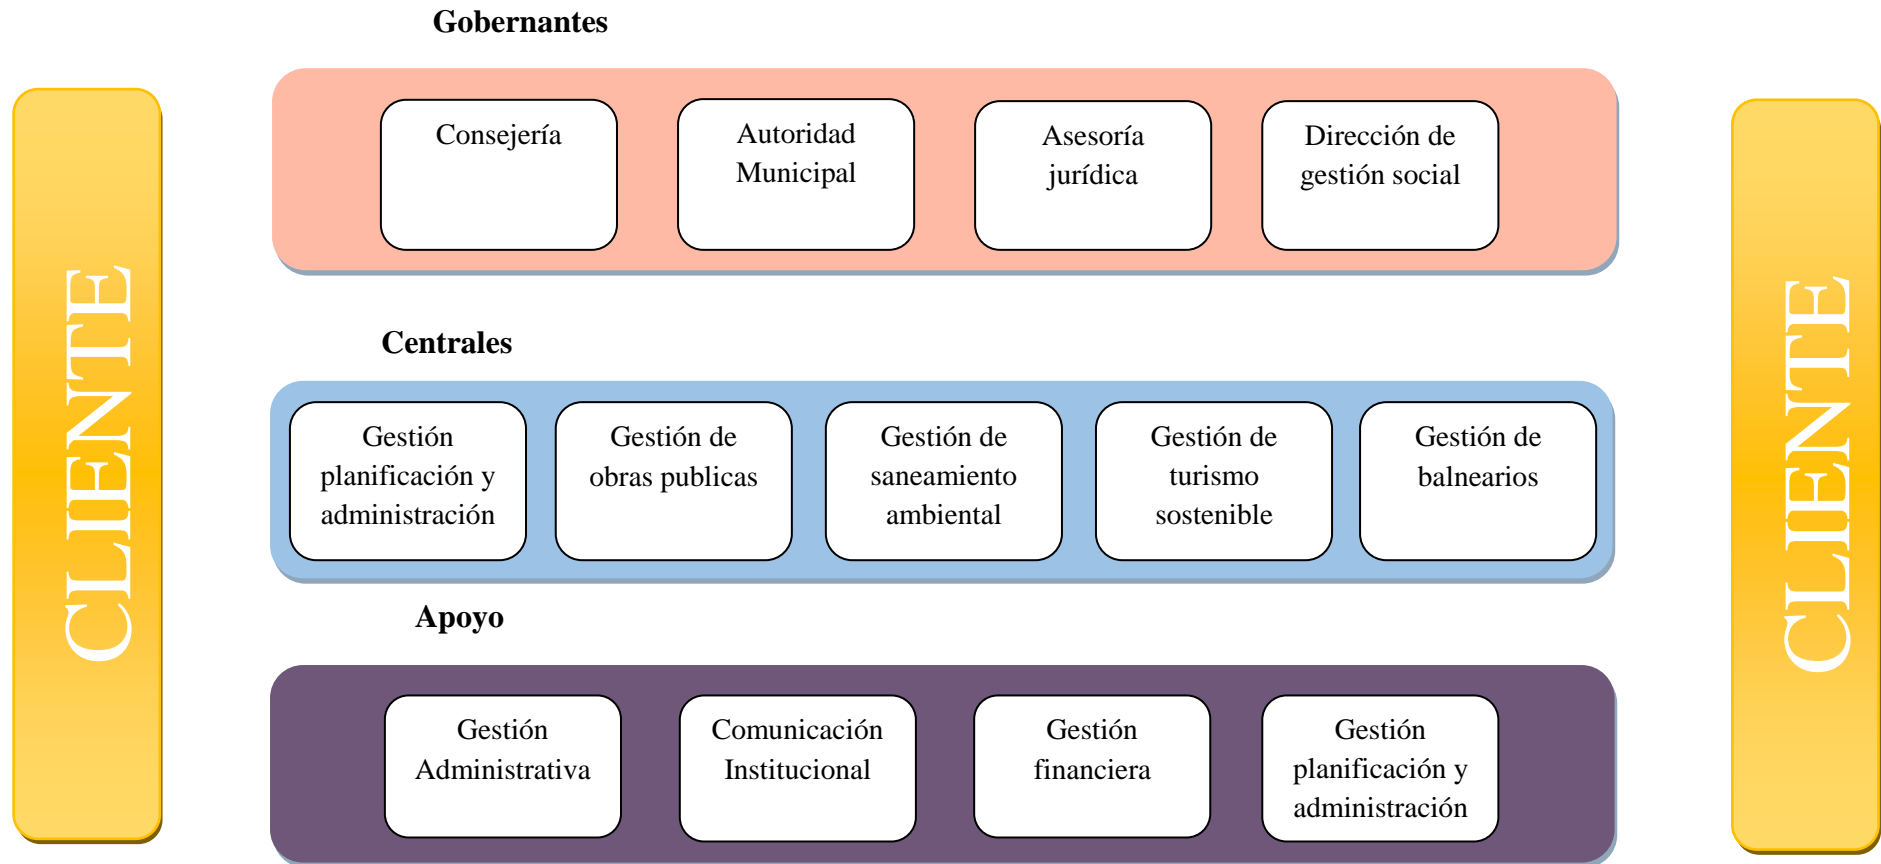 Gobernantes
CLIENTE
Consejería
Autoridad
Municipal
Asesoría
jurídica
Dirección de
gestión social
Centrales
Gestión
planificación y
administración
Gestión de
obras publicas
Gestión de
saneamiento
ambiental
Gestión de
turismo
sostenible
Gestión de
balnearios
Apoyo
Gestión
Administrativa
Comunicación
Institucional
Gestión
financiera
Gestión
planificación y
administración
CLIENTE